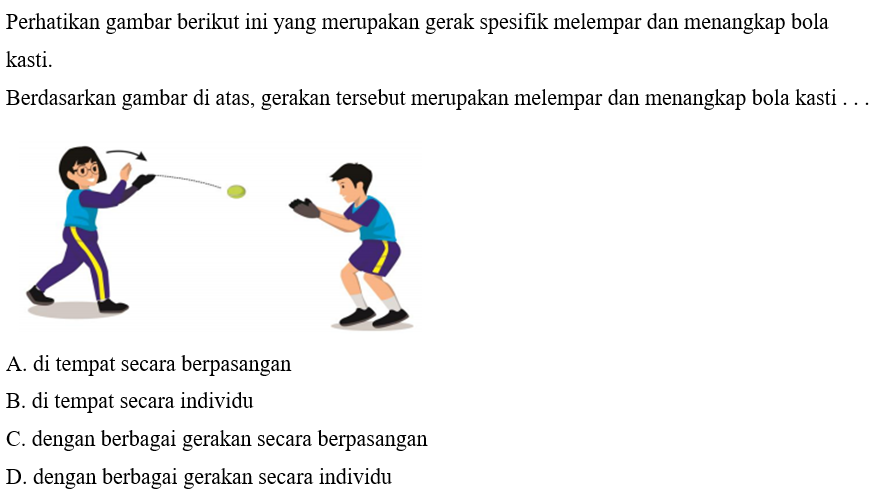 Perhatikan gambar berikut ini yang merupakan gerak spesifik melempar dan menangkap bola
kasti.
Berdasarkan gambar di atas, gerakan tersebut merupakan melempar dan menangkap bola kasti . . .
A. di tempat secara berpasangan
B. di tempat secara individu
C. dengan berbagai gerakan secara berpasangan
D. dengan berbagai gerakan secara individu